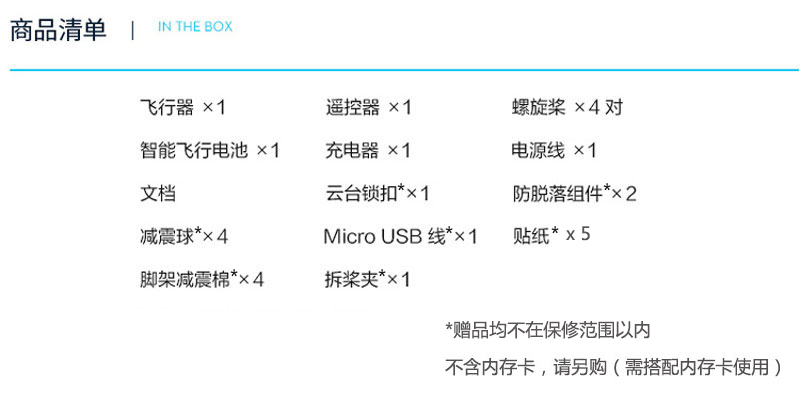 商品清单 | IN THE BOX
飞行器 ×1 遥控器 ×1 螺旋桨 ×4 对
智能飞行电池 ×1 充电器 ×1 电源线 ×1
文档 云台锁扣*×1 防脱落组件*×2
减震球*×4 Micro USB 线*×1 贴纸* x 5
脚架减震棉*×4 拆桨夹*×1
*赠品均不在保修范围以内
不含内存卡，请另购（需搭配内存卡使用）